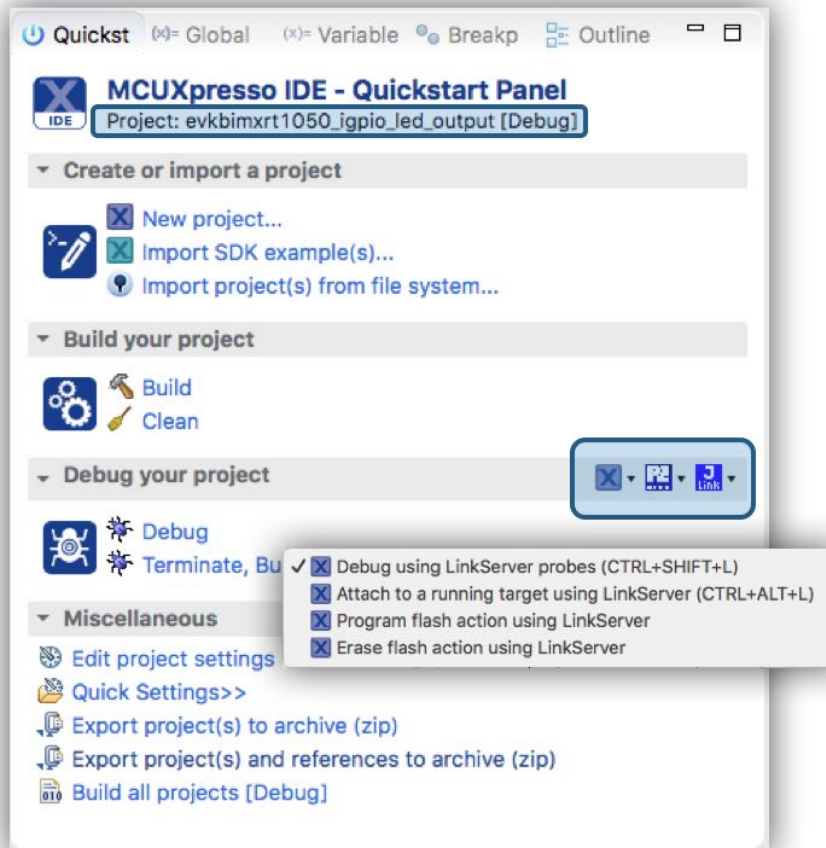 Quickst (x)= Global (x)= Variable Breakp Outline
X IDE
MCUXpresso IDE - Quickstart Panel
Project: evkbimxrt1050_igpio_led_output [Debug]
Create or import a project
New project...
Import SDK example(s)...
Import project(s) from file system...
Build your project
Build
Clean
Debug your project X PE J Link
Debug
Terminate, Bu
✓ X Debug using LinkServer probes (CTRL+SHIFT+L)
X Attach to a running target using LinkServer (CTRL+ALT+L)
X Program flash action using LinkServer
X Erase flash action using LinkServer
Miscellaneous
Edit project settings
Quick Settings>>
Export project(s) to archive (zip)
Export project(s) and references to archive (zip)
010 Build all projects [Debug]